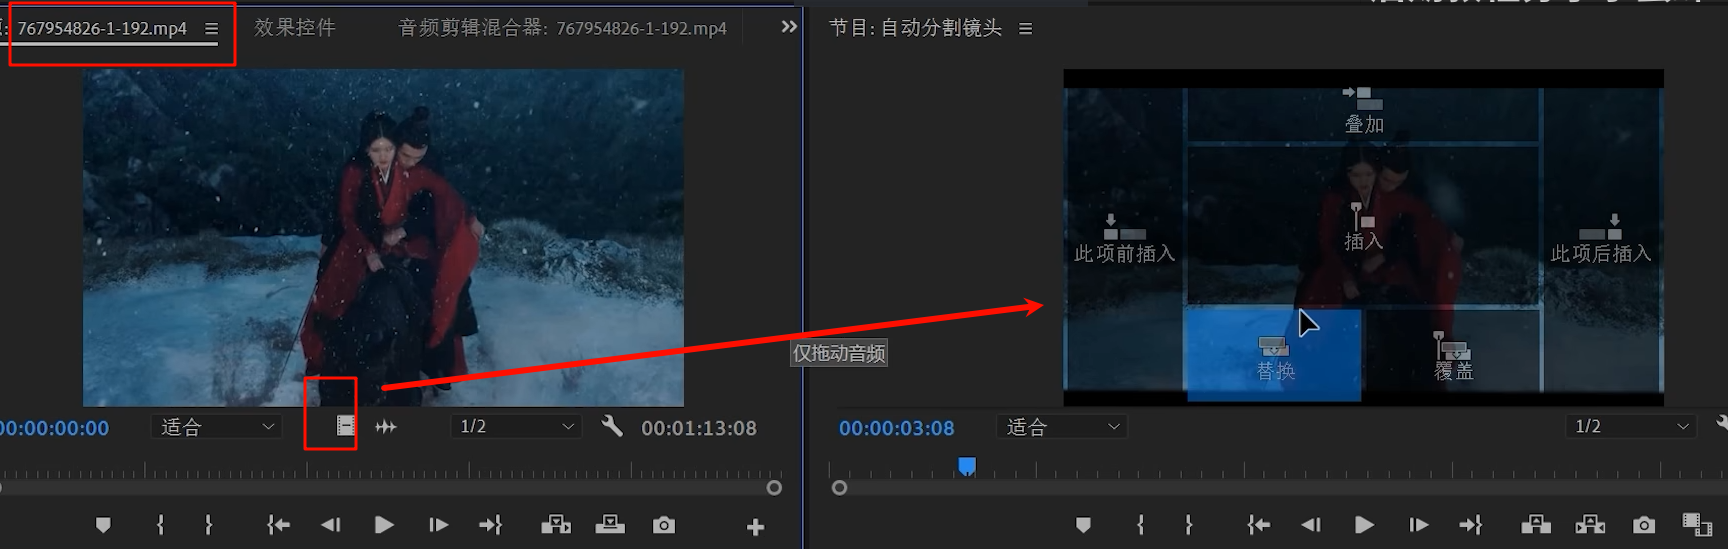 767954826-1-192.mp4
效果控件
音频剪辑混合器: 767954826-1-192.mp4
节目: 自动分割镜头
叠加
此项前插入
插入
此项后插入
替换
覆盖
仅拖动音频
00:00:00:00
适合
1/2
00:01:13:08
00:00:03:08
适合
1/2